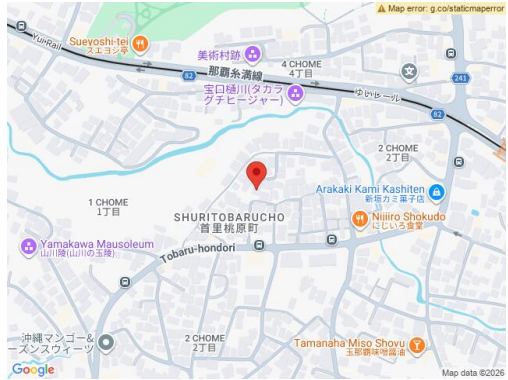 Map error: g.co/staticmaperror
Yui-Rail
Sueyoshi-tei
スエヨシ亭
美術村跡
4 CHOME
4丁目
那覇糸満線
82
宝口樋川(タカラ
グチヒージャー)
ゆいレール
241
82
2 CHOME
2丁目
1 CHOME
1丁目
Arakaki Kami Kashiten
新垣カミ菓子店
SHURITOBARUCHO
首里桃原町
Niiiro Shokudo
にじいろ食堂
Yamakawa Mausoleum
山川陵(山川の玉陵)
Tobaru-hondori
沖縄マンゴー&
ーズンスウィーツ
2 CHOME
2丁目
Tamanaha Miso Shoyu
玉那覇味噌醤油
Google
Map data ©2026